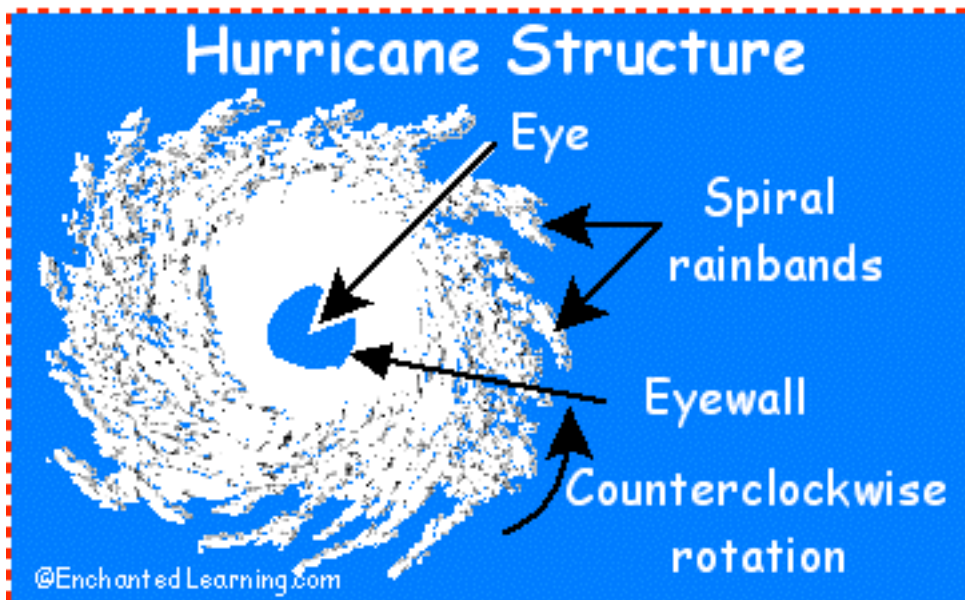 Hurricane Structure
Eye
Spiral
rainbands
Eyewall
Counterclockwise
rotation
@EnchantedLearning.com